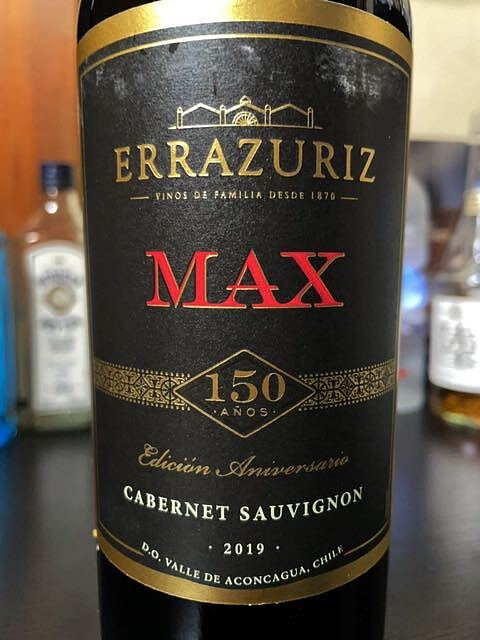 ERRAZURIZ
VINOS DE FAMILIA DESDE 1870
MAX
150
· AÑOS ·
Edición Aniversario
CABERNET SAUVIGNON
· 2019 ·
D.O. VALLE DE ACONCAGUA, CHILE